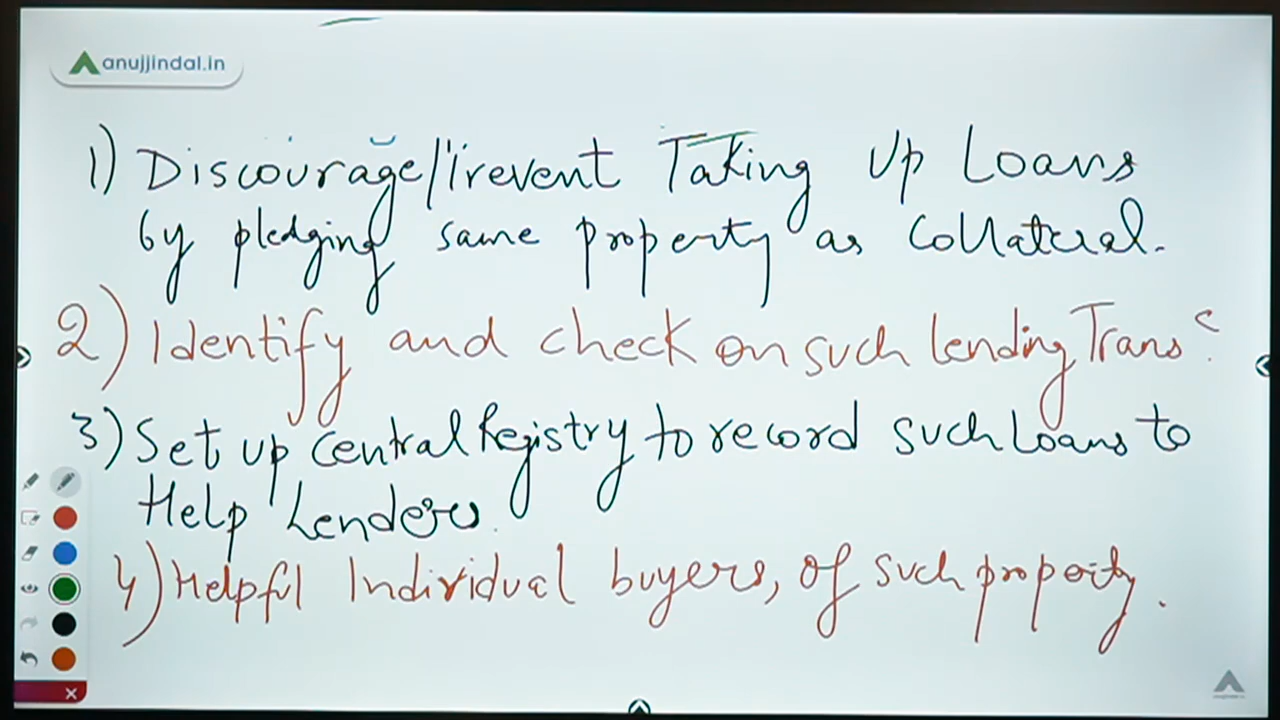 anujjindal.in
1) Discourage/Prevent Taking Up Loans
by pledging same property as Collateral.
2) Identify and check on such lending Trans
3) Set up Central Registry to record such Loans to
Help Lenders.
4) Helpful Individual buyers, of such property.